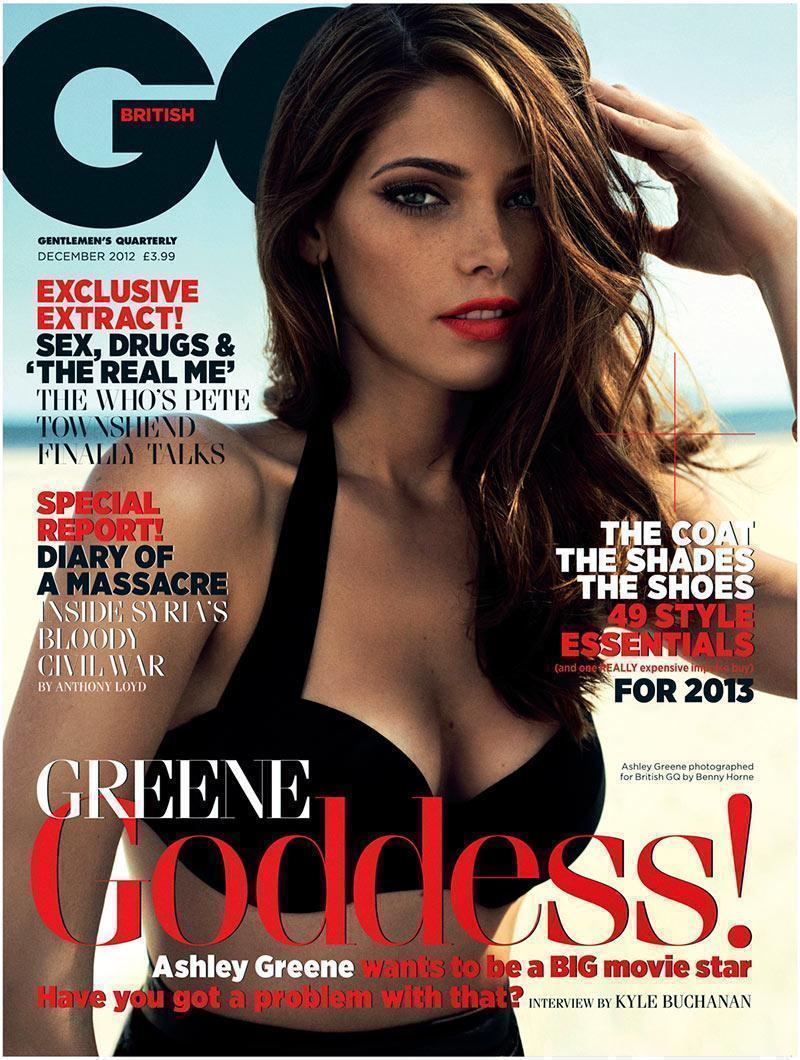 GQ
BRITISH
GENTLEMEN'S QUARTERLY
DECEMBER 2012 £3.99
EXCLUSIVE
EXTRACT!
SEX, DRUGS &
'THE REAL ME'
THE WHO'S PETE
TOWNSHEND
FINALLY TALKS
SPECIAL
REPORT!
DIARY OF
A MASSACRE
INSIDE SYRIA'S
BLOODY
CIVIL WAR
BY ANTHONY LOYD
THE COAT
THE SHADES
THE SHOES
49 STYLE
ESSENTIALS
(and one REALLY expensive impulse buy)
FOR 2013
Ashley Greene photographed
for British GQ by Benny Horne
GREENE
Goddess!
Ashley Greene wants to be a BIG movie star
Have you got a problem with that? INTERVIEW BY KYLE BUCHANAN